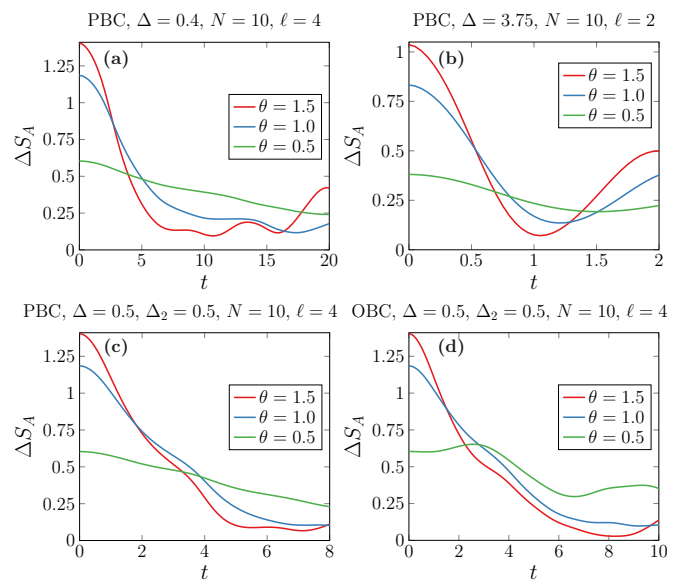 PBC, Δ = 0.4, N = 10, ℓ = 4
(a)
θ = 1.5
θ = 1.0
θ = 0.5
ΔS_A
1.25
1
0.75
0.5
0.25
0
0 5 10 15 20
t
PBC, Δ = 3.75, N = 10, ℓ = 2
(b)
θ = 1.5
θ = 1.0
θ = 0.5
ΔS_A
1
0.75
0.5
0.25
0
0 0.5 1 1.5 2
t
PBC, Δ = 0.5, Δ₂ = 0.5, N = 10, ℓ = 4
(c)
θ = 1.5
θ = 1.0
θ = 0.5
ΔS_A
1.25
1
0.75
0.5
0.25
0
0 2 4 6 8
t
OBC, Δ = 0.5, Δ₂ = 0.5, N = 10, ℓ = 4
(d)
θ = 1.5
θ = 1.0
θ = 0.5
ΔS_A
1.25
1
0.75
0.5
0.25
0
0 2 4 6 8 10
t